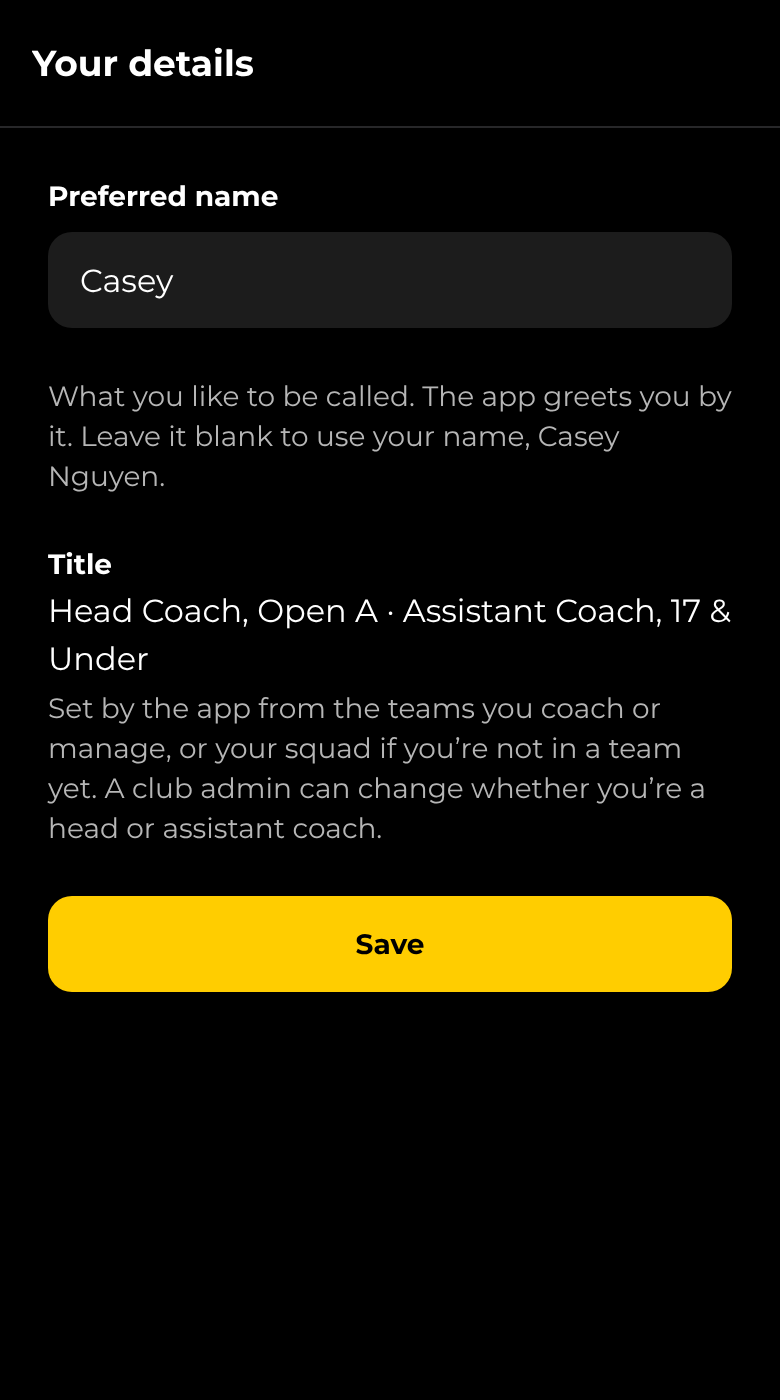 Your details
Preferred name
Casey
What you like to be called. The app greets you by
it. Leave it blank to use your name, Casey
Nguyen.
Title
Head Coach, Open A · Assistant Coach, 17 &
Under
Set by the app from the teams you coach or
manage, or your squad if you’re not in a team
yet. A club admin can change whether you’re a
head or assistant coach.
Save